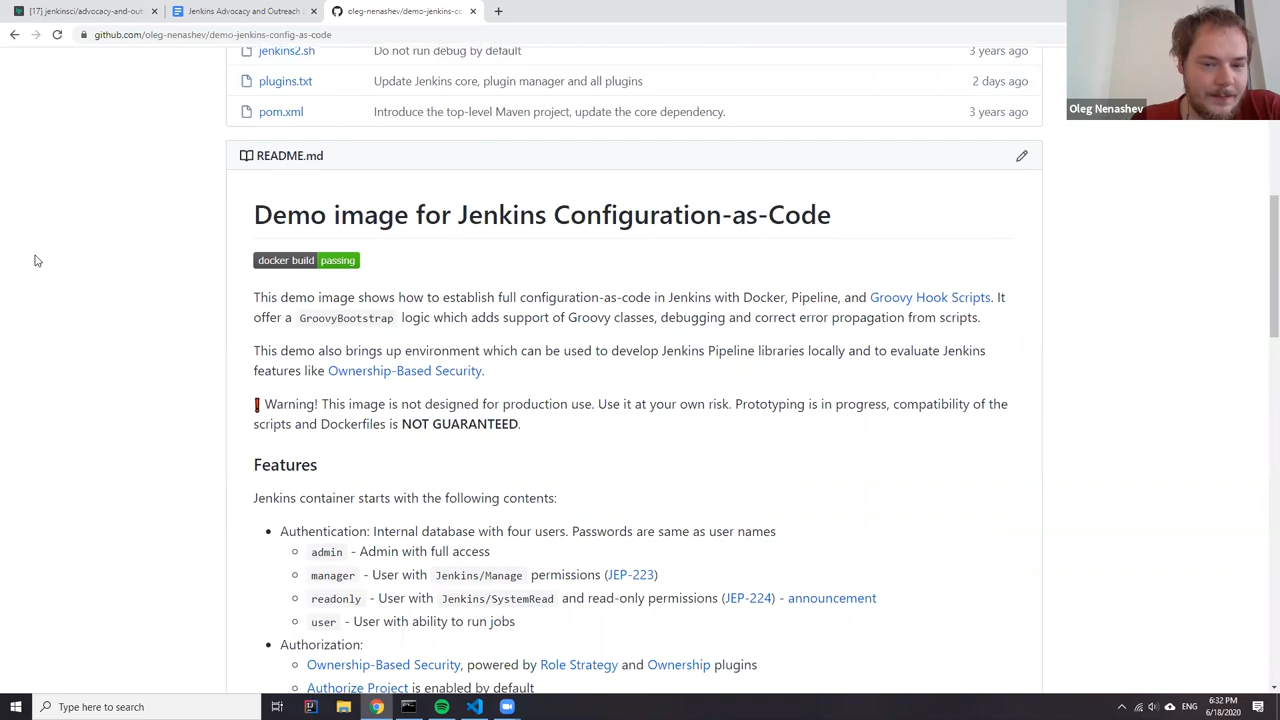 [17] jenkinsci/advocacy-and-out
Jenkins Advocacy and Outreach S
oleg-nenashev/demo-jenkins-co
github.com/oleg-nenashev/demo-jenkins-config-as-code
jenkins2.sh Do not run debug by default 3 years ago
plugins.txt Update Jenkins core, plugin manager and all plugins 2 days ago
pom.xml Introduce the top-level Maven project, update the core dependency. 3 years ago
Oleg Nenashev
README.md
Demo image for Jenkins Configuration-as-Code
docker build passing
This demo image shows how to establish full configuration-as-code in Jenkins with Docker, Pipeline, and Groovy Hook Scripts. It
offer a GroovyBootstrap logic which adds support of Groovy classes, debugging and correct error propagation from scripts.
This demo also brings up environment which can be used to develop Jenkins Pipeline libraries locally and to evaluate Jenkins
features like Ownership-Based Security.
❗ Warning! This image is not designed for production use. Use it at your own risk. Prototyping is in progress, compatibility of the
scripts and Dockerfiles is NOT GUARANTEED.
Features
Jenkins container starts with the following contents:
• Authentication: Internal database with four users. Passwords are same as user names
○ admin - Admin with full access
○ manager - User with Jenkins/Manage permissions (JEP-223)
○ readonly - User with Jenkins/SystemRead and read-only permissions (JEP-224) - announcement
○ user - User with ability to run jobs
• Authorization:
○ Ownership-Based Security, powered by Role Strategy and Ownership plugins
○ Authorize Project is enabled by default
Type here to search
ENG
6:32 PM
6/18/2020